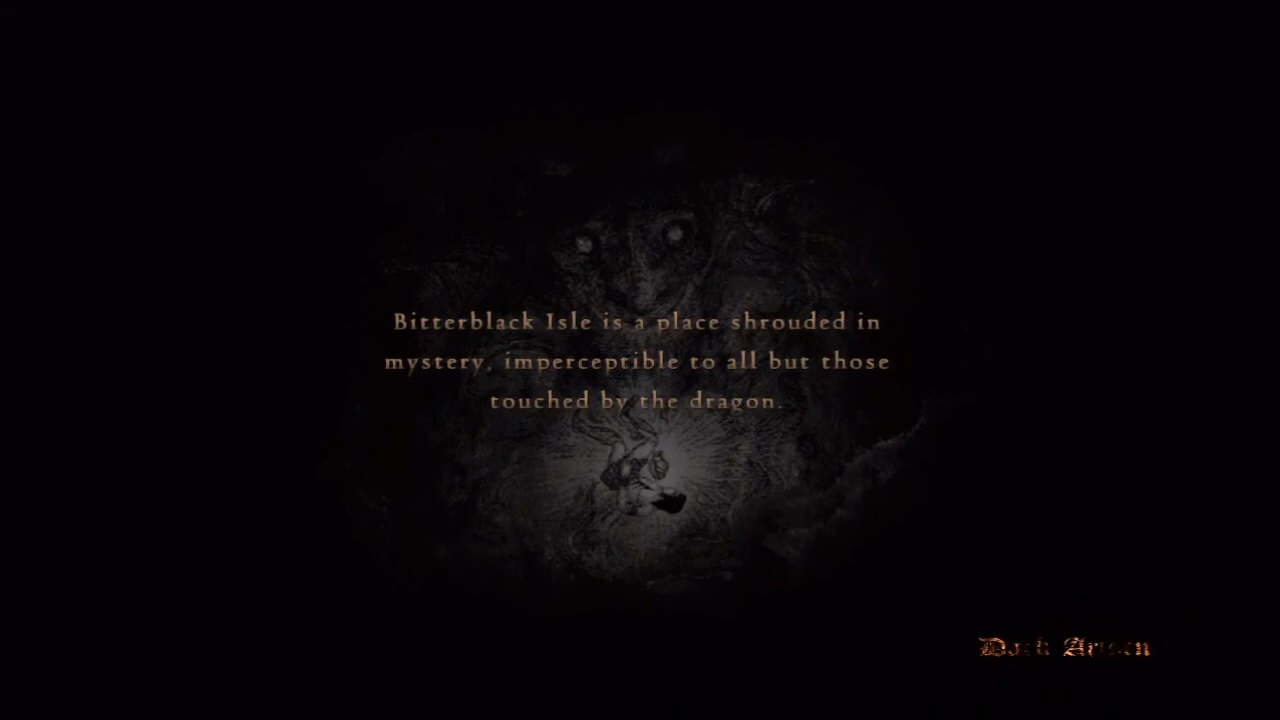 Bitterblack Isle is a place shrouded in
mystery, imperceptible to all but those
touched by the dragon.
Dark Arisen